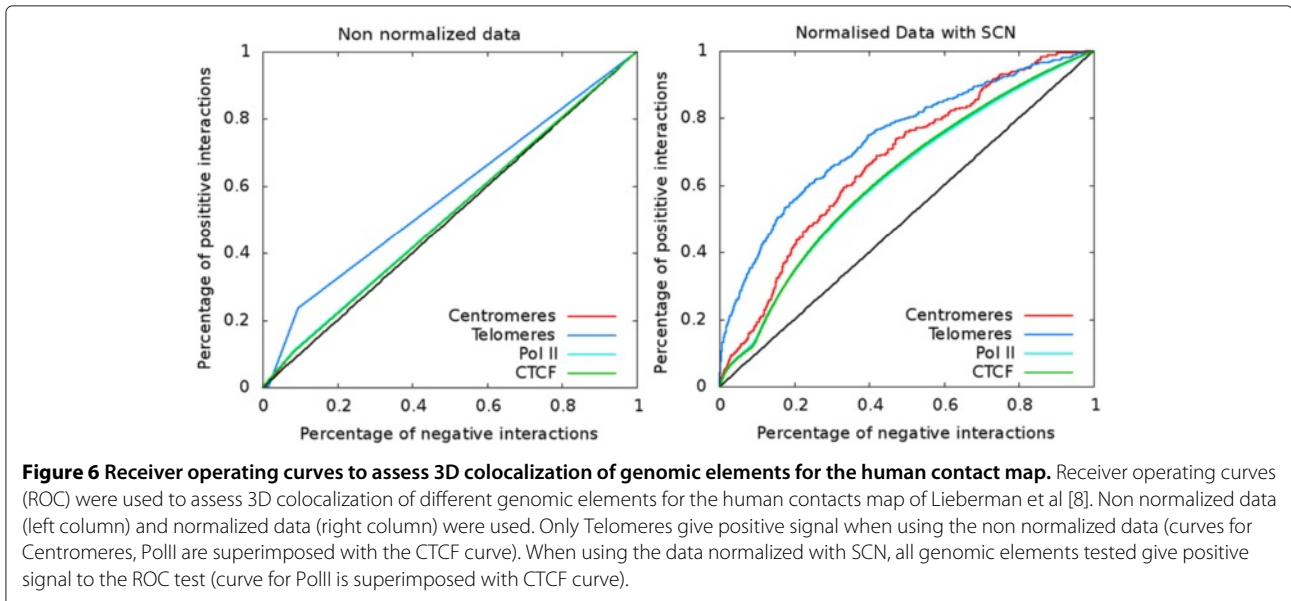 Non normalized data
1
0.8
0.6
0.4
0.2
0
Percentage of posititive interactions
Centromeres
Telomeres
Pol II
CTCF
0 0.2 0.4 0.6 0.8 1
Percentage of negative interactions
Normalised Data with SCN
1
0.8
0.6
0.4
0.2
0
Percentage of posititive interactions
Centromeres
Telomeres
Pol II
CTCF
0 0.2 0.4 0.6 0.8 1
Percentage of negative interactions
Figure 6 Receiver operating curves to assess 3D colocalization of genomic elements for the human contact map. Receiver operating curves
(ROC) were used to assess 3D colocalization of different genomic elements for the human contacts map of Lieberman et al [8]. Non normalized data
(left column) and normalized data (right column) were used. Only Telomeres give positive signal when using the non normalized data (curves for
Centromeres, PolII are superimposed with the CTCF curve). When using the data normalized with SCN, all genomic elements tested give positive
signal to the ROC test (curve for PolII is superimposed with CTCF curve).